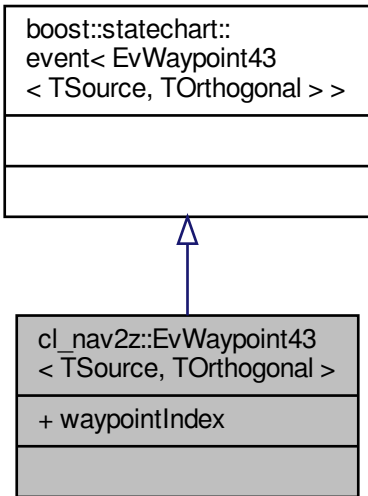 boost::statechart::
event< EvWaypoint43
< TSource, TOrthogonal > >
cl_nav2z::EvWaypoint43
< TSource, TOrthogonal >
+ waypointIndex